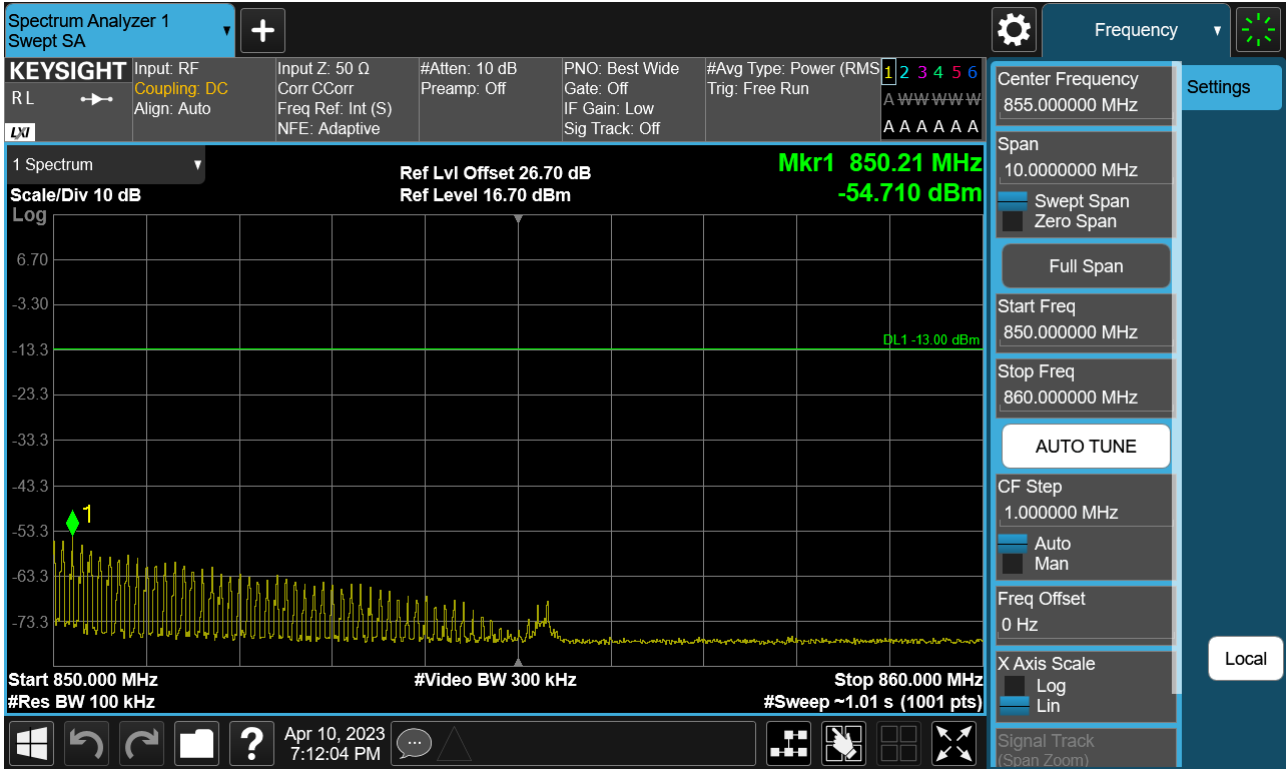 Spectrum Analyzer 1
Swept SA
Frequency
KEYSIGHT
R L
LXI
Input: RF
Coupling: DC
Align: Auto
Input Z: 50 Ω
Corr CCorr
Freq Ref: Int (S)
NFE: Adaptive
#Atten: 10 dB
Preamp: Off
PNO: Best Wide
Gate: Off
IF Gain: Low
Sig Track: Off
#Avg Type: Power (RMS
Trig: Free Run
1 2 3 4 5 6
A W W W W W
A A A A A A
1 Spectrum
Scale/Div 10 dB
Log
Ref Lvl Offset 26.70 dB
Ref Level 16.70 dBm
Mkr1 850.21 MHz
-54.710 dBm
6.70
-3.30
-13.3
-23.3
-33.3
-43.3
-53.3
-63.3
-73.3
DL1 -13.00 dBm
1
Start 850.000 MHz
#Video BW 300 kHz
Stop 860.000 MHz
#Res BW 100 kHz
#Sweep ~1.01 s (1001 pts)
?
Apr 10, 2023
7:12:04 PM
Center Frequency
855.000000 MHz
Span
10.0000000 MHz
Swept Span
Zero Span
Full Span
Start Freq
850.000000 MHz
Stop Freq
860.000000 MHz
AUTO TUNE
CF Step
1.000000 MHz
Auto
Man
Freq Offset
0 Hz
X Axis Scale
Log
Lin
Signal Track
(Span Zoom)
Settings
Local